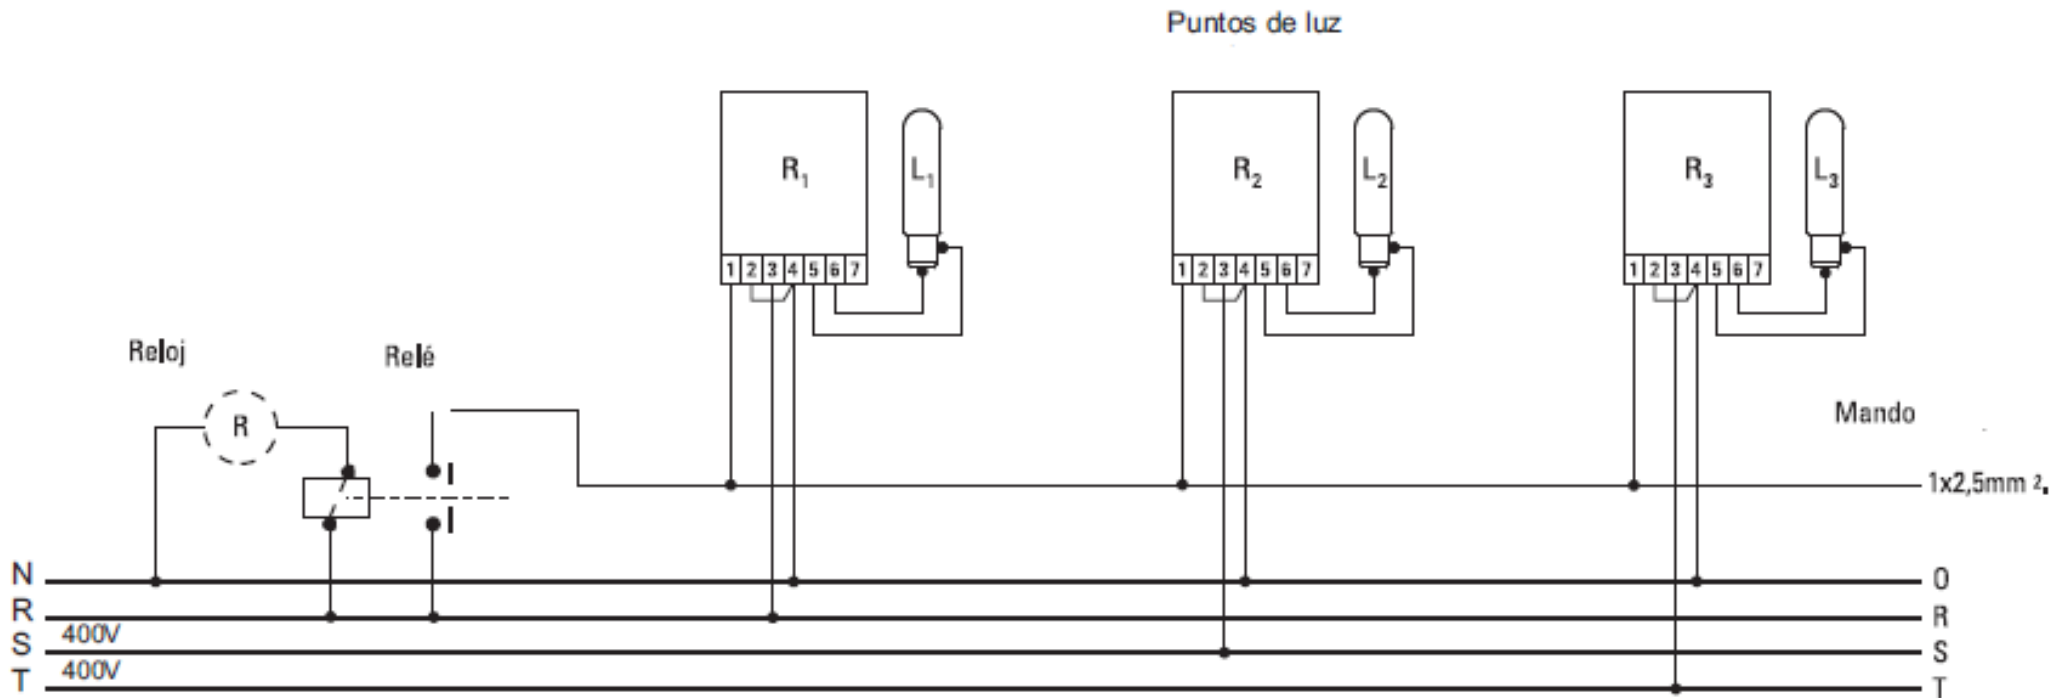 Puntos de luz
R1 L1 R2 L2 R3 L3
1 2 3 4 5 6 7 1 2 3 4 5 6 7 1 2 3 4 5 6 7
Reloj Relé
R
Mando
1x2,5mm ².
N 0
R R
400V
S S
400V
T T